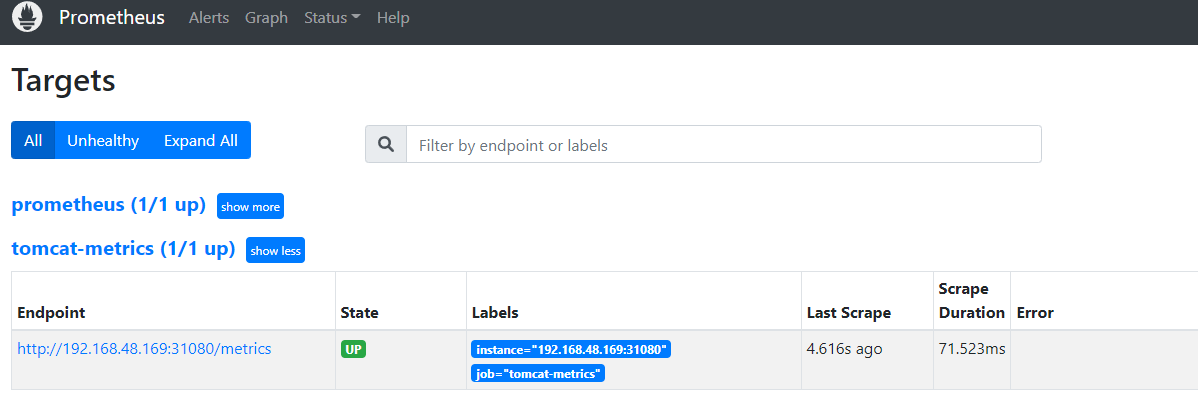 Prometheus Alerts Graph Status Help
Targets
All Unhealthy Expand All Filter by endpoint or labels
prometheus (1/1 up) show more
tomcat-metrics (1/1 up) show less
Endpoint State Labels Last Scrape Scrape Duration Error
http://192.168.48.169:31080/metrics UP instance="192.168.48.169:31080" 4.616s ago 71.523ms
job="tomcat-metrics"